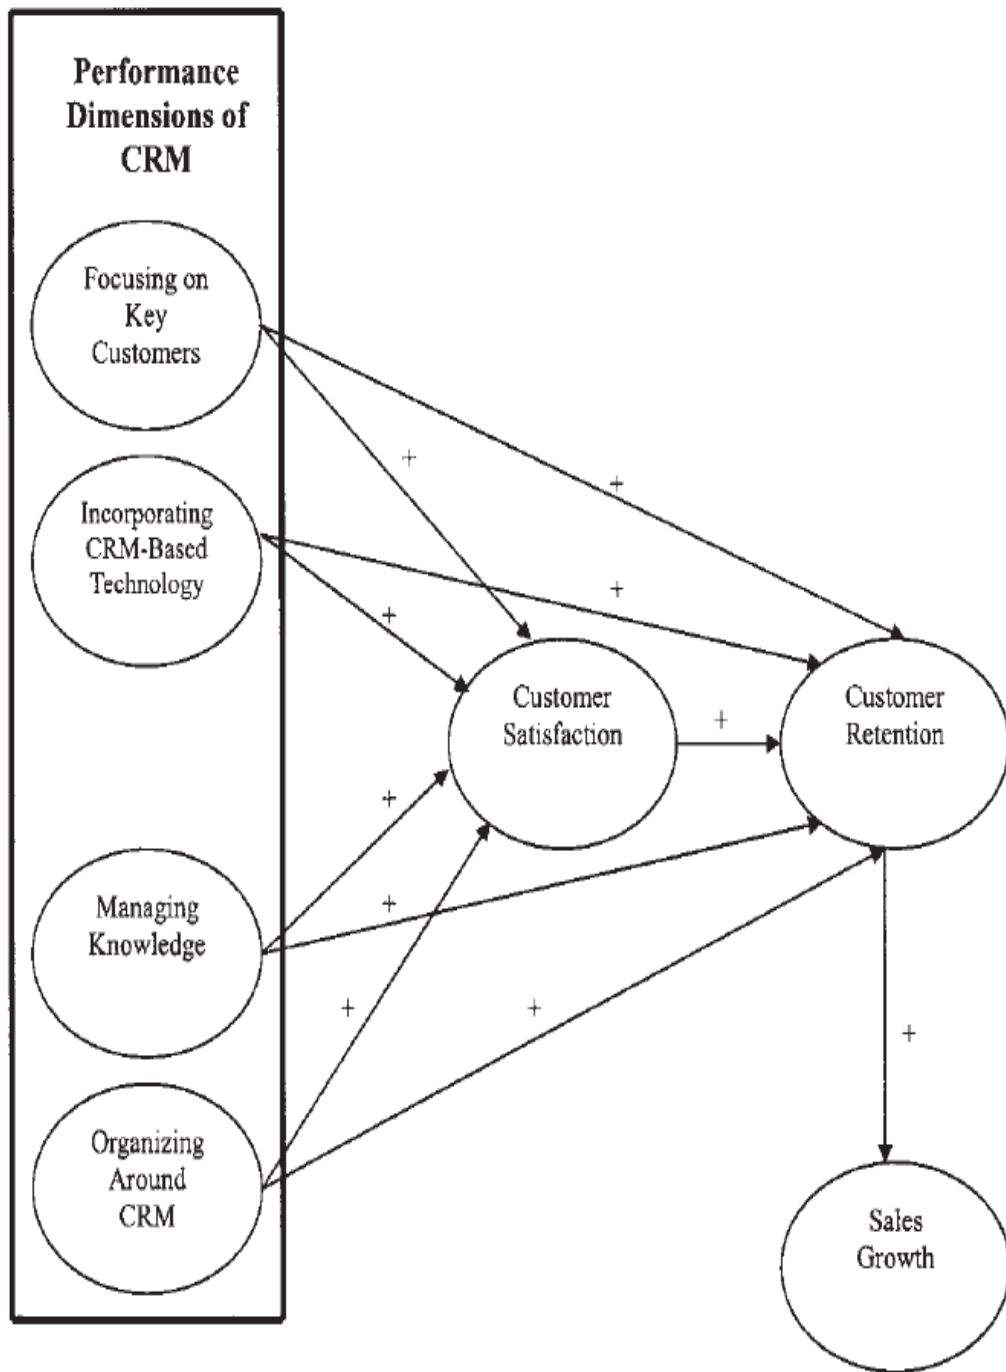 Performance
Dimensions of
CRM
Focusing on
Key
Customers
+
+
Incorporating
CRM-Based
Technology
+
+
Customer
Satisfaction
+
Customer
Retention
+
Managing
Knowledge
+
+
+
+
Organizing
Around
CRM
Sales
Growth